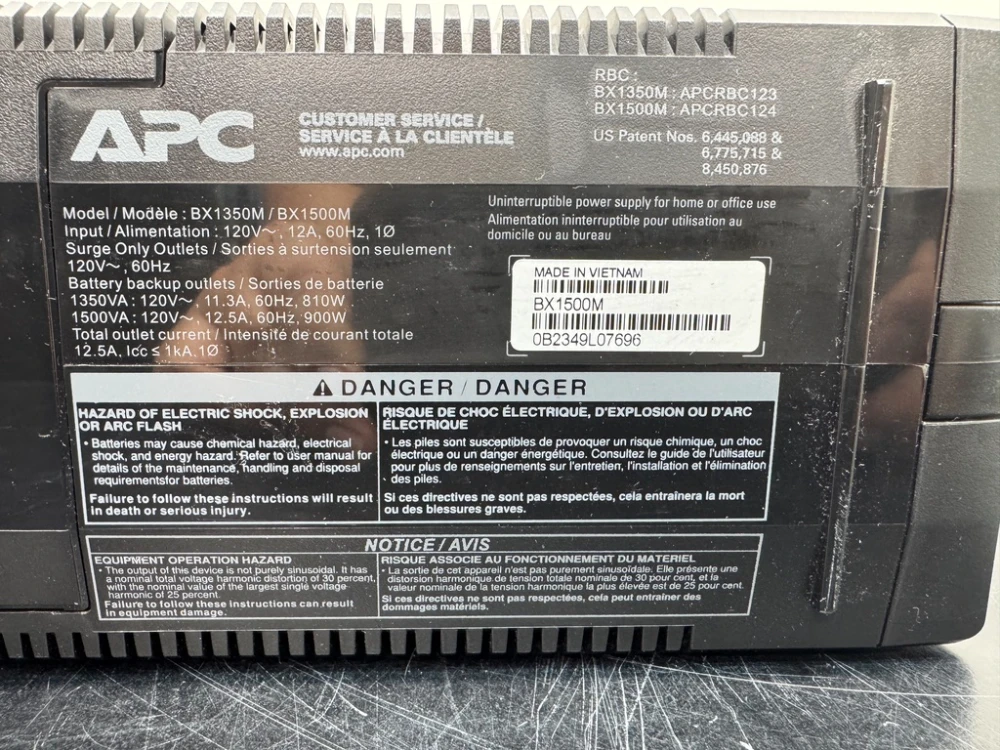 RBC :
BX1350M : APCRBC123
BX1500M : APCRBC124
APC
CUSTOMER SERVICE /
SERVICE À LA CLIENTÈLE
www.apc.com
US Patent Nos. 6,445,088 &
6,775,715 &
8,450,876
Model / Modèle : BX1350M / BX1500M
Input / Alimentation : 120V～, 12A, 60Hz, 1Ø
Surge Only Outlets / Sorties à surtension seulement
120V～, 60Hz
Battery backup outlets / Sorties de batterie
1350VA : 120V～, 11.3A, 60Hz, 810W
1500VA : 120V～, 12.5A, 60Hz, 900W
Total outlet current / Intensité de courant totale
12.5A, Icc ≤ 1kA.1Ø
Uninterruptible power supply for home or office use
Alimentation ininterruptible pour utilisation au
domicile ou au bureau
MADE IN VIETNAM
BX1500M
0B2349L07696
DANGER / DANGER
HAZARD OF ELECTRIC SHOCK, EXPLOSION
OR ARC FLASH
• Batteries may cause chemical hazard, electrical
shock, and energy hazard. Refer to user manual for
details of the maintenance, handling and disposal
requirementsfor batteries.
Failure to follow these instructions will result
in death or serious injury.
RISQUE DE CHOC ÉLECTRIQUE, D'EXPLOSION OU D'ARC
ÉLECTRIQUE
• Les piles sont susceptibles de provoquer un risque chimique, un choc
électrique ou un danger énergétique. Consultez le guide de l'utilisateur
pour plus de renseignements sur l'entretien, l'installation et l'élimination
des piles.
Si ces directives ne sont pas respectées, cela entraînera la mort
ou des blessures graves.
NOTICE / AVIS
EQUIPMENT OPERATION HAZARD
• The output of this device is not purely sinusoidal. It has
a nominal total voltage harmonic distortion of 30 percent,
with the nominal value of the largest single voltage
harmonic of 25 percent.
Failure to follow these instructions can result
in equipment damage.
RISQUE ASSOCIE AU FONCTIONNEMENT DU MATERIEL
• La sortie de cet appareil n'est pas purement sinusoïdale. Elle présente une
distorsion harmonique de tension totale nominale de 30 pour cent, et la
valeur nominale de la tension harmonique la plus élevée est de 25 pour cent.
Si ces directives ne sont pas respectées, cela peut entraîner des
dommages matériels.